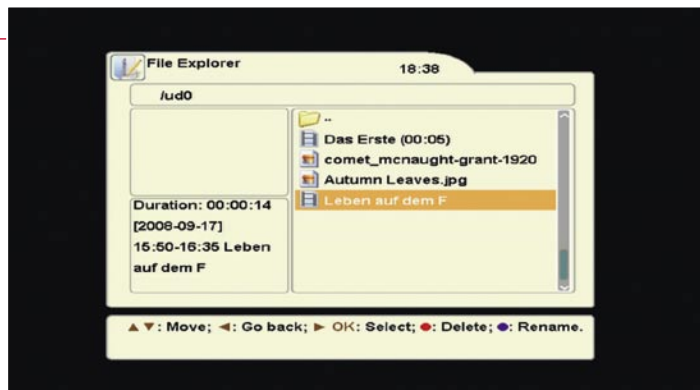 File Explorer
18:38
/ud0
..
Das Erste (00:05)
comet_mcnaught-grant-1920
Autumn Leaves.jpg
Leben auf dem F
Duration: 00:00:14
[2008-09-17]
15:50-16:35 Leben
auf dem F
▲▼: Move; ◄: Go back; ► OK: Select; ●: Delete; ●: Rename.